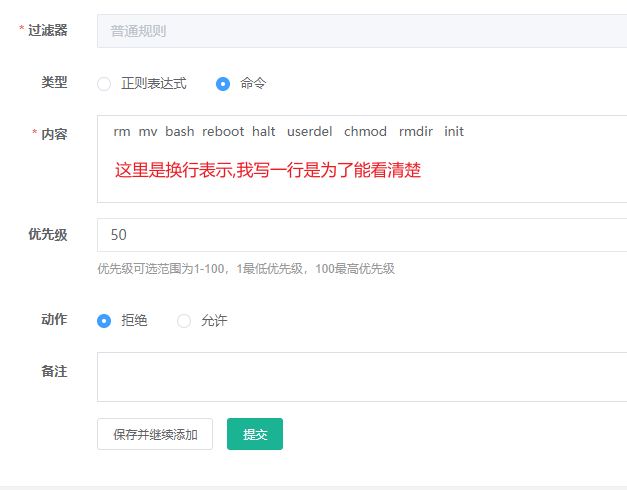 * 过滤器 普通规则
类型 正则表达式 命令
* 内容 rm mv bash reboot halt userdel chmod rmdir init
这里是换行表示,我写一行是为了能看清楚
优先级 50
优先级可选范围为1-100，1最低优先级，100最高优先级
动作 拒绝 允许
备注
保存并继续添加 提交